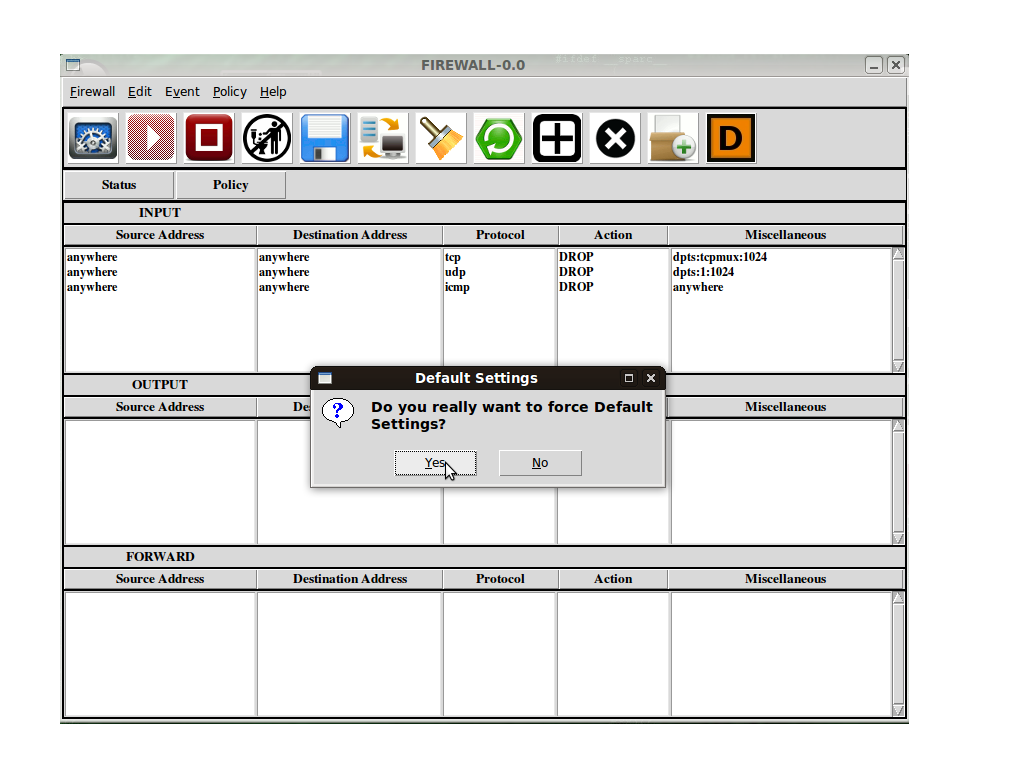 FIREWALL-0.0
Firewall Edit Event Policy Help
D
Status Policy
INPUT
Source Address Destination Address Protocol Action Miscellaneous
anywhere anywhere tcp DROP dpts:tcpmux:1024
anywhere anywhere udp DROP dpts:1:1024
anywhere anywhere icmp DROP anywhere
Default Settings
?
Do you really want to force Default
Settings?
Yes No
OUTPUT
Source Address De Miscellaneous
FORWARD
Source Address Destination Address Protocol Action Miscellaneous